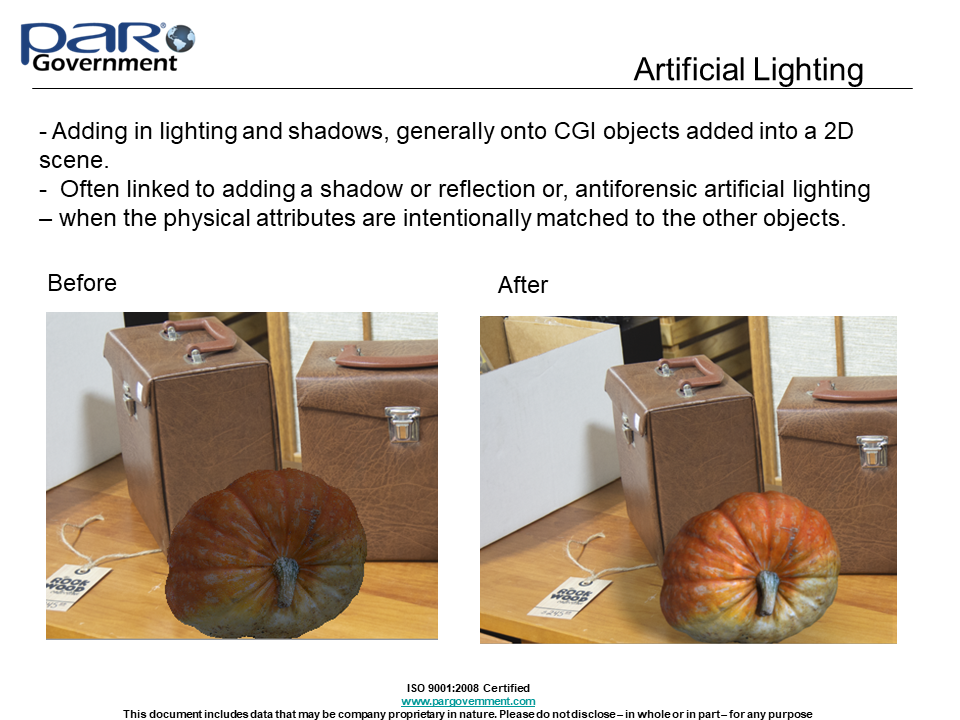 PAR®
Government
Artificial Lighting
- Adding in lighting and shadows, generally onto CGI objects added into a 2D
scene.
- Often linked to adding a shadow or reflection or, antiforensic artificial lighting
– when the physical attributes are intentionally matched to the other objects.
Before
After
ROOK
WOOD
ROOK
WOOD
ISO 9001:2008 Certified
www.pargovernment.com
This document includes data that may be company proprietary in nature. Please do not disclose – in whole or in part – for any purpose